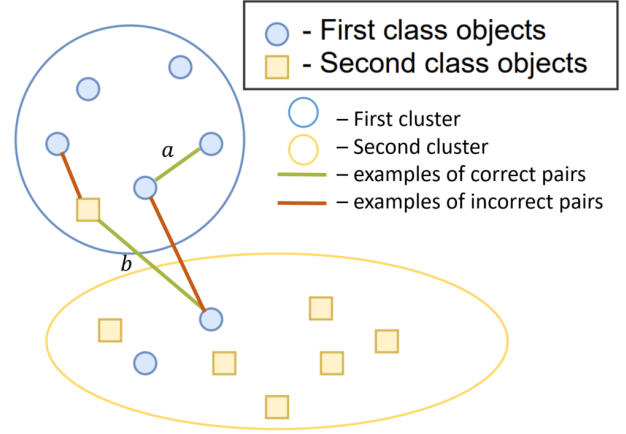 - First class objects
- Second class objects
– First cluster
– Second cluster
– examples of correct pairs
– examples of incorrect pairs
a
b